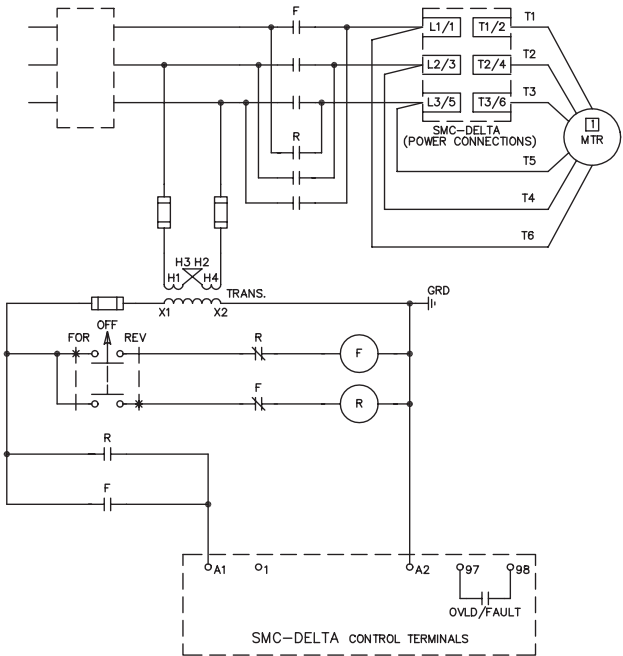 F
L1/1 T1/2 T1
L2/3 T2/4 T2
L3/5 T3/6 T3
1
MTR
SMC-DELTA
(POWER CONNECTIONS)
R
T5
T4
T6
H3 H2
H1 H4
TRANS.
X1 X2
GRD
OFF
FOR REV
R
F
F
R
R
F
A1 1 A2 97 98
OVLD/FAULT
SMC-DELTA CONTROL TERMINALS